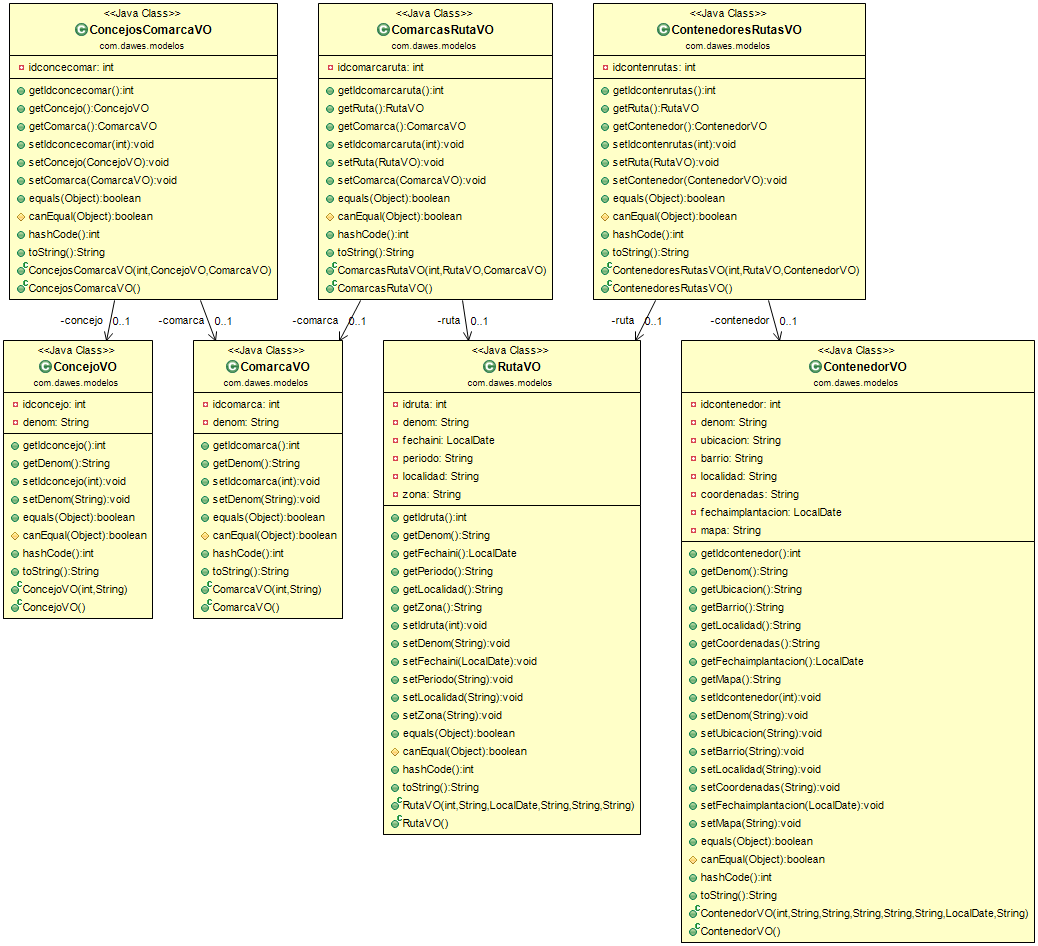 <<Java Class>>
ConcejosComarcaVO
com.dawes.modelos
idconcecomar: int
getIdconcecomar():int
getConcejo():ConcejoVO
getComarca():ComarcaVO
setIdconcecomar(int):void
setConcejo(ConcejoVO):void
setComarca(ComarcaVO):void
equals(Object):boolean
canEqual(Object):boolean
hashCode():int
toString():String
ConcejosComarcaVO(int,ConcejoVO,ComarcaVO)
ConcejosComarcaVO()
<<Java Class>>
ComarcasRutaVO
com.dawes.modelos
idcomarcaruta: int
getIdcomarcaruta():int
getRuta():RutaVO
getComarca():ComarcaVO
setIdcomarcaruta(int):void
setRuta(RutaVO):void
setComarca(ComarcaVO):void
equals(Object):boolean
canEqual(Object):boolean
hashCode():int
toString():String
ComarcasRutaVO(int,RutaVO,ComarcaVO)
ComarcasRutaVO()
<<Java Class>>
ContenedoresRutasVO
com.dawes.modelos
idcontenrutas: int
getIdcontenrutas():int
getRuta():RutaVO
getContenedor():ContenedorVO
setIdcontenrutas(int):void
setRuta(RutaVO):void
setContenedor(ContenedorVO):void
equals(Object):boolean
canEqual(Object):boolean
hashCode():int
toString():String
ContenedoresRutasVO(int,RutaVO,ContenedorVO)
ContenedoresRutasVO()
-concejo 0..1
-comarca 0..1
-comarca 0..1
-ruta 0..1
-ruta 0..1
-contenedor 0..1
<<Java Class>>
ConcejoVO
com.dawes.modelos
idconcejo: int
denom: String
getIdconcejo():int
getDenom():String
setIdconcejo(int):void
setDenom(String):void
equals(Object):boolean
canEqual(Object):boolean
hashCode():int
toString():String
ConcejoVO(int,String)
ConcejoVO()
<<Java Class>>
ComarcaVO
com.dawes.modelos
idcomarca: int
denom: String
getIdcomarca():int
getDenom():String
setIdcomarca(int):void
setDenom(String):void
equals(Object):boolean
canEqual(Object):boolean
hashCode():int
toString():String
ComarcaVO(int,String)
ComarcaVO()
<<Java Class>>
RutaVO
com.dawes.modelos
idruta: int
denom: String
fechaini: LocalDate
periodo: String
localidad: String
zona: String
getIdruta():int
getDenom():String
getFechaini():LocalDate
getPeriodo():String
getLocalidad():String
getZona():String
setIdruta(int):void
setDenom(String):void
setFechaini(LocalDate):void
setPeriodo(String):void
setLocalidad(String):void
setZona(String):void
equals(Object):boolean
canEqual(Object):boolean
hashCode():int
toString():String
RutaVO(int,String,LocalDate,String,String,String)
RutaVO()
<<Java Class>>
ContenedorVO
com.dawes.modelos
idcontenedor: int
denom: String
ubicacion: String
barrio: String
localidad: String
coordenadas: String
fechaimplantacion: LocalDate
mapa: String
getIdcontenedor():int
getDenom():String
getUbicacion():String
getBarrio():String
getLocalidad():String
getCoordenadas():String
getFechaimplantacion():LocalDate
getMapa():String
setIdcontenedor(int):void
setDenom(String):void
setUbicacion(String):void
setBarrio(String):void
setLocalidad(String):void
setCoordenadas(String):void
setFechaimplantacion(LocalDate):void
setMapa(String):void
equals(Object):boolean
canEqual(Object):boolean
hashCode():int
toString():String
ContenedorVO(int,String,String,String,String,String,LocalDate,String)
ContenedorVO()